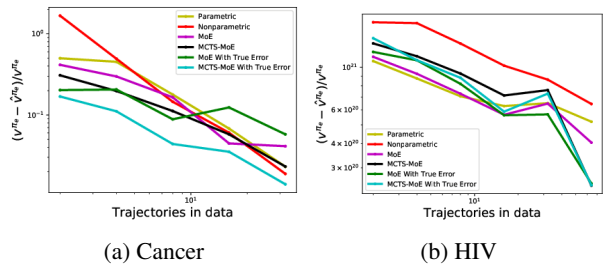 Parametric
Nonparametric
MoE
MCTS-MoE
MoE With True Error
MCTS-MoE With True Error
10⁰
10⁻¹
(v^πe − v̂^πe)/v^πe
10¹
Trajectories in data
(a) Cancer
10²¹
6 × 10²⁰
4 × 10²⁰
3 × 10²⁰
(v^πe − v̂^πe)/v^πe
Parametric
Nonparametric
MoE
MCTS-MoE
MoE With True Error
MCTS-MoE With True Error
10¹
Trajectories in data
(b) HIV